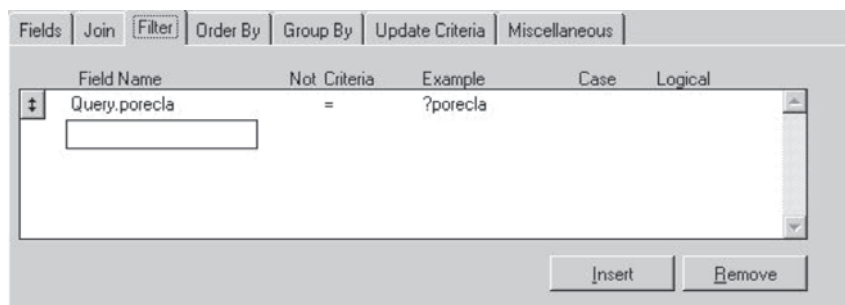 Fields Join Filter Order By Group By Update Criteria Miscellaneous
Field Name Not Criteria Example Case Logical
Query.porecla = ?porecla
Insert Remove